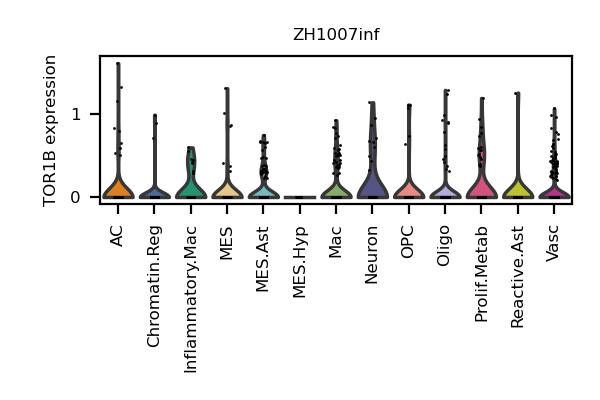 ZH1007inf
TOR1B expression
1
0
AC
Chromatin.Reg
Inflammatory.Mac
MES
MES.Ast
MES.Hyp
Mac
Neuron
OPC
Oligo
Prolif.Metab
Reactive.Ast
Vasc